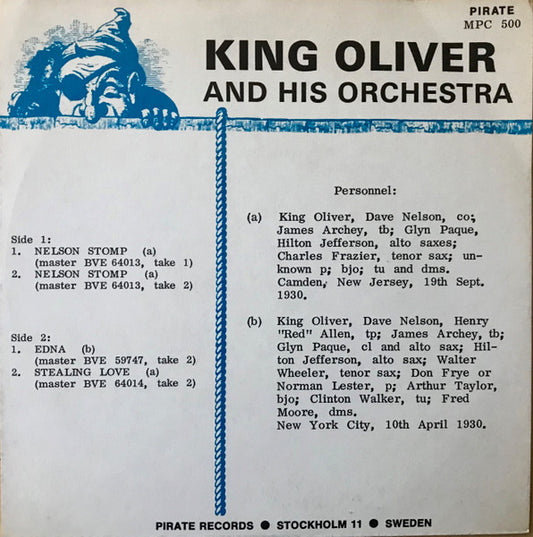 PIRATE
MPC 500
KING OLIVER
AND HIS ORCHESTRA
Side 1:
1. NELSON STOMP (a)
(master BVE 64013, take 1)
2. NELSON STOMP (a)
(master BVE 64013, take 2)
Side 2:
1. EDNA (b)
(master BVE 59747, take 2)
2. STEALING LOVE (a)
(master BVE 64014, take 2)
Personnel:
(a) King Oliver, Dave Nelson, co;
James Archey, tb; Glyn Paque,
Hilton Jefferson, alto saxes;
Charles Frazier, tenor sax; un-
known p; bjo; tu and dms.
Camden, New Jersey, 19th Sept.
1930.
(b) King Oliver, Dave Nelson, Henry
"Red" Allen, tp; James Archey, tb;
Glyn Paque, cl and alto sax; Hil-
ton Jefferson, alto sax; Walter
Wheeler, tenor sax; Don Frye or
Norman Lester, p; Arthur Taylor,
bjo; Clinton Walker, tu; Fred
Moore, dms.
New York City, 10th April 1930.
PIRATE RECORDS ● STOCKHOLM 11 ● SWEDEN